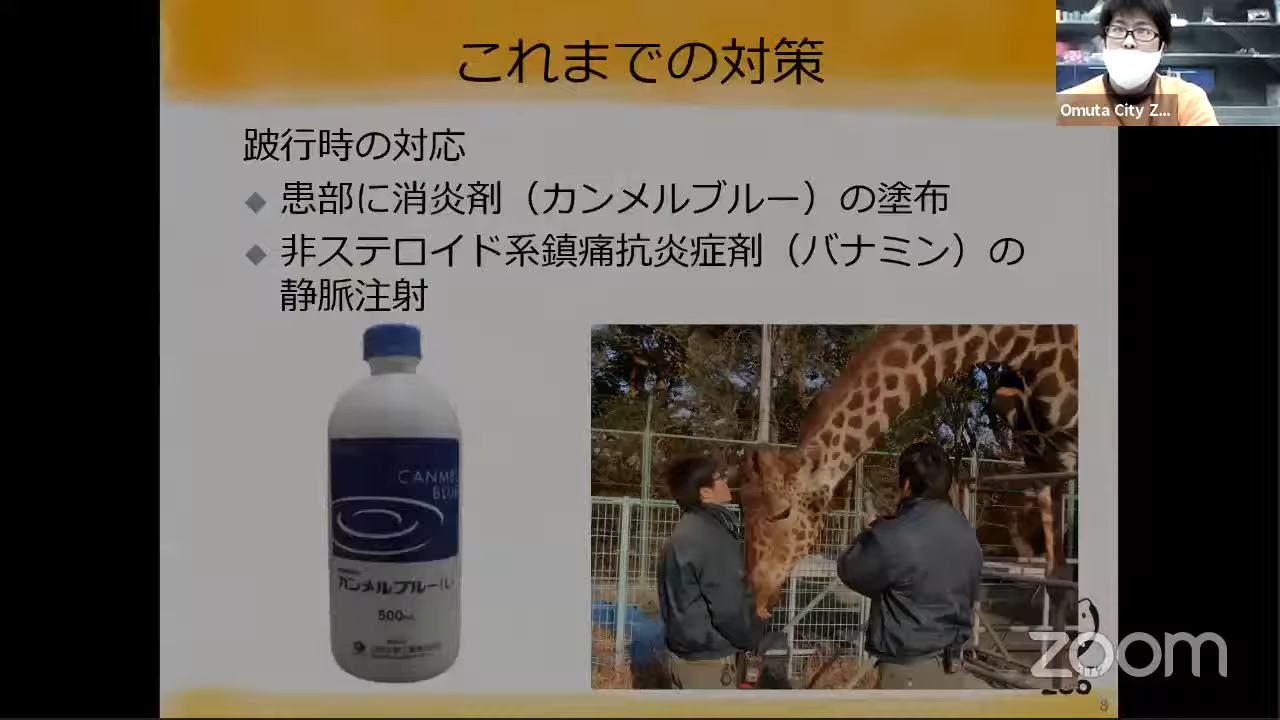 これまでの対策
Omuta City Z...
跛行時の対応
患部に消炎剤（カンメルブルー）の塗布
非ステロイド系鎮痛抗炎症剤（バナミン）の
静脈注射
CANME
BLU
カンメルブルー(L)
500mL
zoom
8